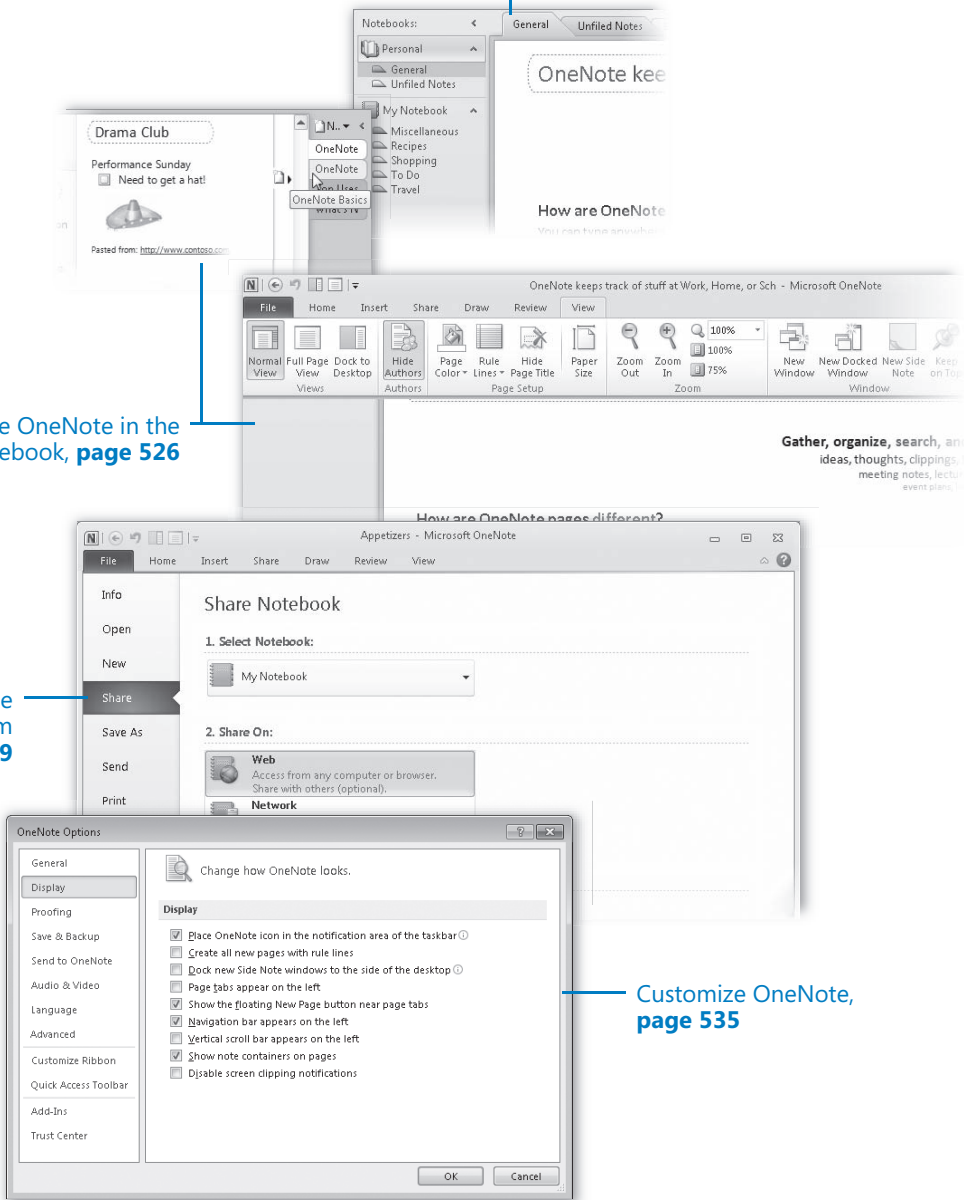 Notebooks:
General
Unfiled Notes
Personal
General
Unfiled Notes
My Notebook
Miscellaneous
Recipes
Shopping
To Do
Travel
OneNote kee
How are OneNote
You can type anywhere
Drama Club
Performance Sunday
Need to get a hat!
Pasted from: http://www.contoso.com
N..
OneNote
OneNote
OneNote Basics
What's N
OneNote keeps track of stuff at Work, Home, or Sch - Microsoft OneNote
File Home Insert Share Draw Review View
Normal View
Full Page View
Dock to Desktop
Views
Hide Authors
Authors
Page Color
Rule Lines
Hide Page Title
Paper Size
Page Setup
Zoom Out
Zoom In
100%
100%
75%
Zoom
New Window
New Docked Window
New Side Note
Keep on Top
Window
Gather, organize, search, an
ideas, thoughts, clippings,
meeting notes, lectur
event plans,
How are OneNote pages different?
e OneNote in the
ebook, page 526
Appetizers - Microsoft OneNote
File Home Insert Share Draw Review View
Info
Open
New
Share
Save As
Send
Print
Share Notebook
1. Select Notebook:
My Notebook
2. Share On:
Web
Access from any computer or browser.
Share with others (optional).
Network
e
m
9
OneNote Options
General
Display
Proofing
Save & Backup
Send to OneNote
Audio & Video
Language
Advanced
Customize Ribbon
Quick Access Toolbar
Add-Ins
Trust Center
Change how OneNote looks.
Display
Place OneNote icon in the notification area of the taskbar
Create all new pages with rule lines
Dock new Side Note windows to the side of the desktop
Page tabs appear on the left
Show the floating New Page button near page tabs
Navigation bar appears on the left
Vertical scroll bar appears on the left
Show note containers on pages
Disable screen clipping notifications
OK
Cancel
Customize OneNote,
page 535